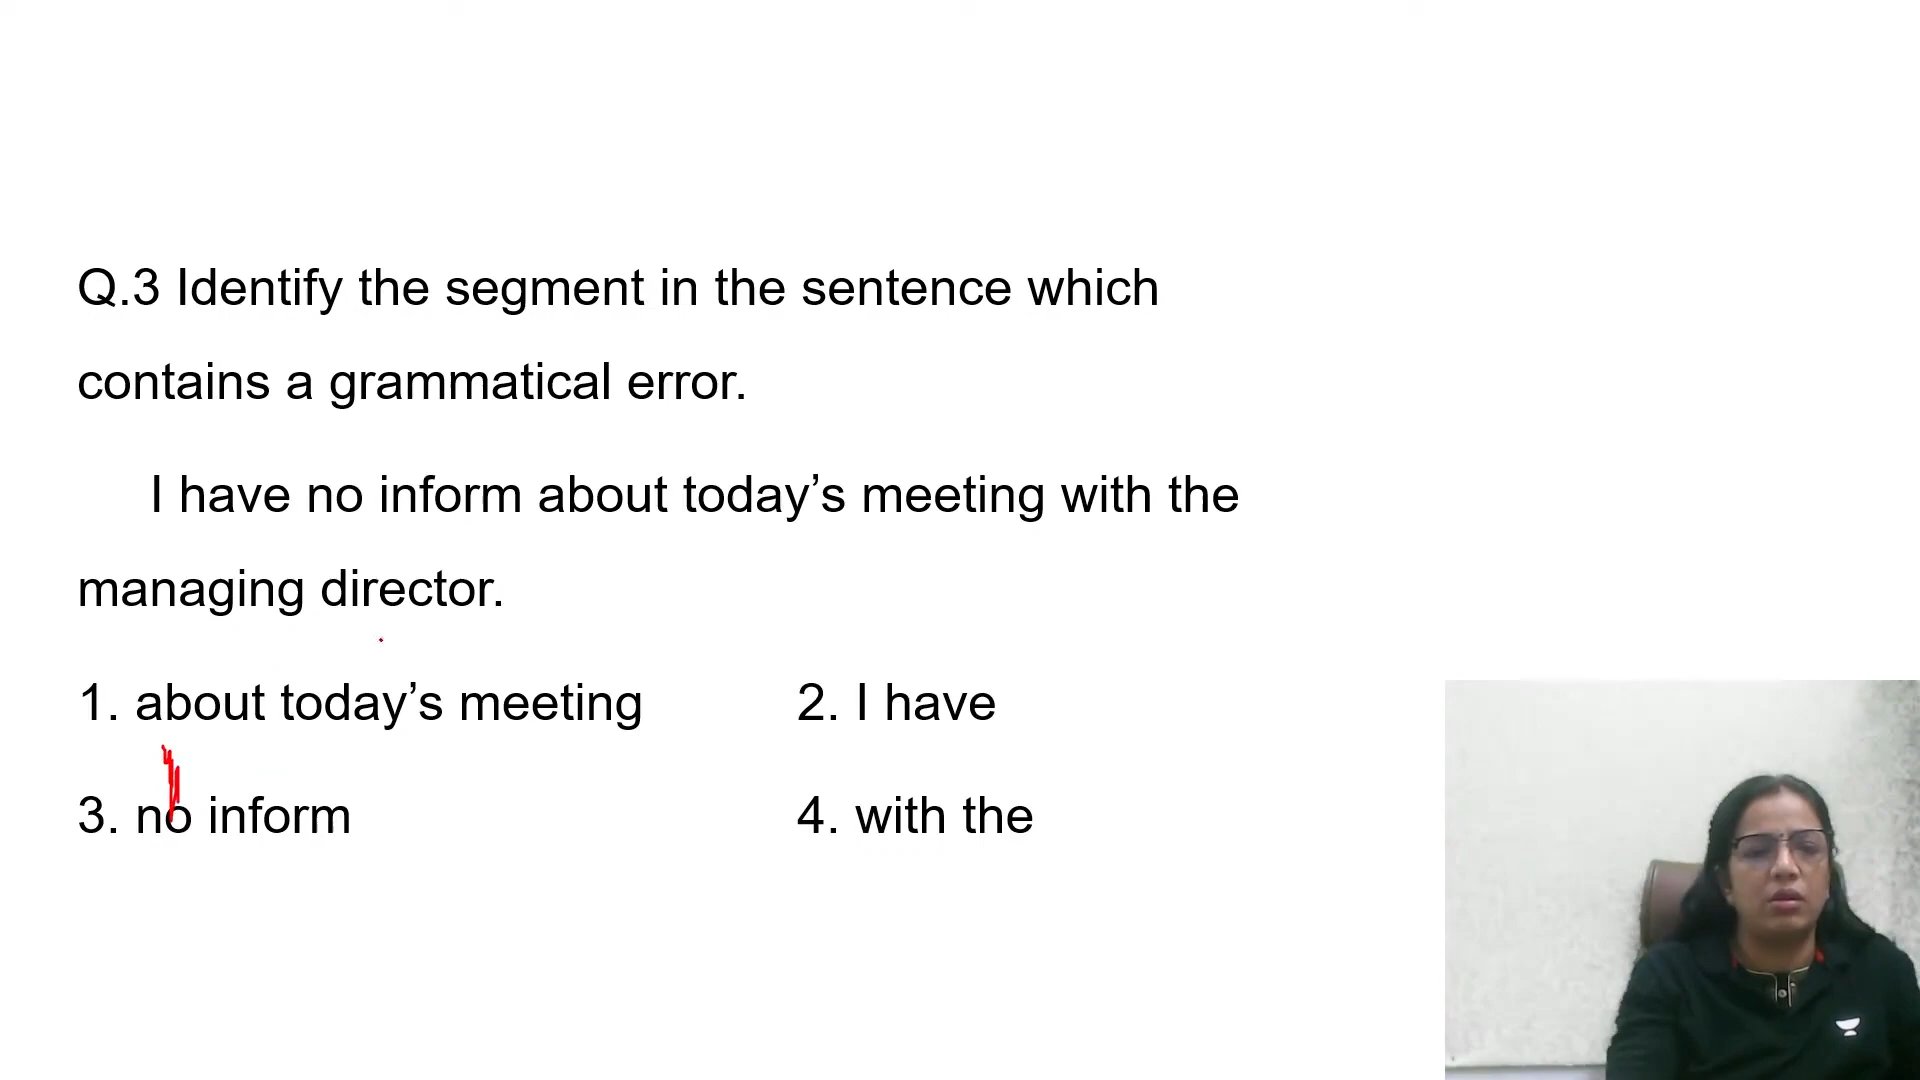 Q.3 Identify the segment in the sentence which
contains a grammatical error.
I have no inform about today’s meeting with the
managing director.
1. about today’s meeting 2. I have
3. no inform 4. with the